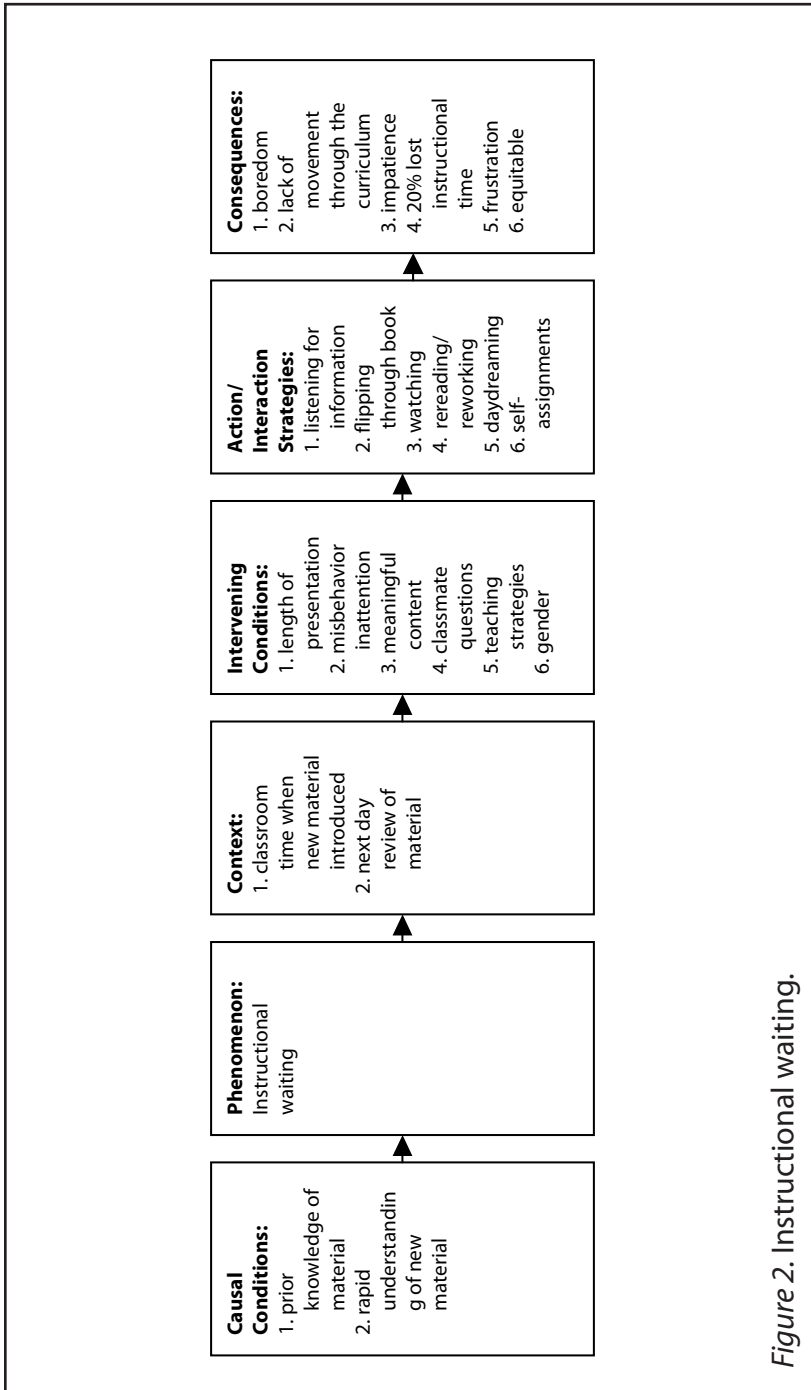 Causal
Conditions:
1. prior
knowledge of
material
2. rapid
understandin
g of new
material
Phenomenon:
Instructional
waiting
Context:
1. classroom
time when
new material
introduced
2. next day
review of
material
Intervening
Conditions:
1. length of
presentation
2. misbehavior
inattention
3. meaningful
content
4. classmate
questions
5. teaching
strategies
6. gender
Action/
Interaction
Strategies:
1. listening for
information
2. flipping
through book
3. watching
4. rereading/
reworking
5. daydreaming
6. self-
assignments
Consequences:
1. boredom
2. lack of
movement
through the
curriculum
3. impatience
4. 20% lost
instructional
time
5. frustration
6. equitable
Figure 2. Instructional waiting.